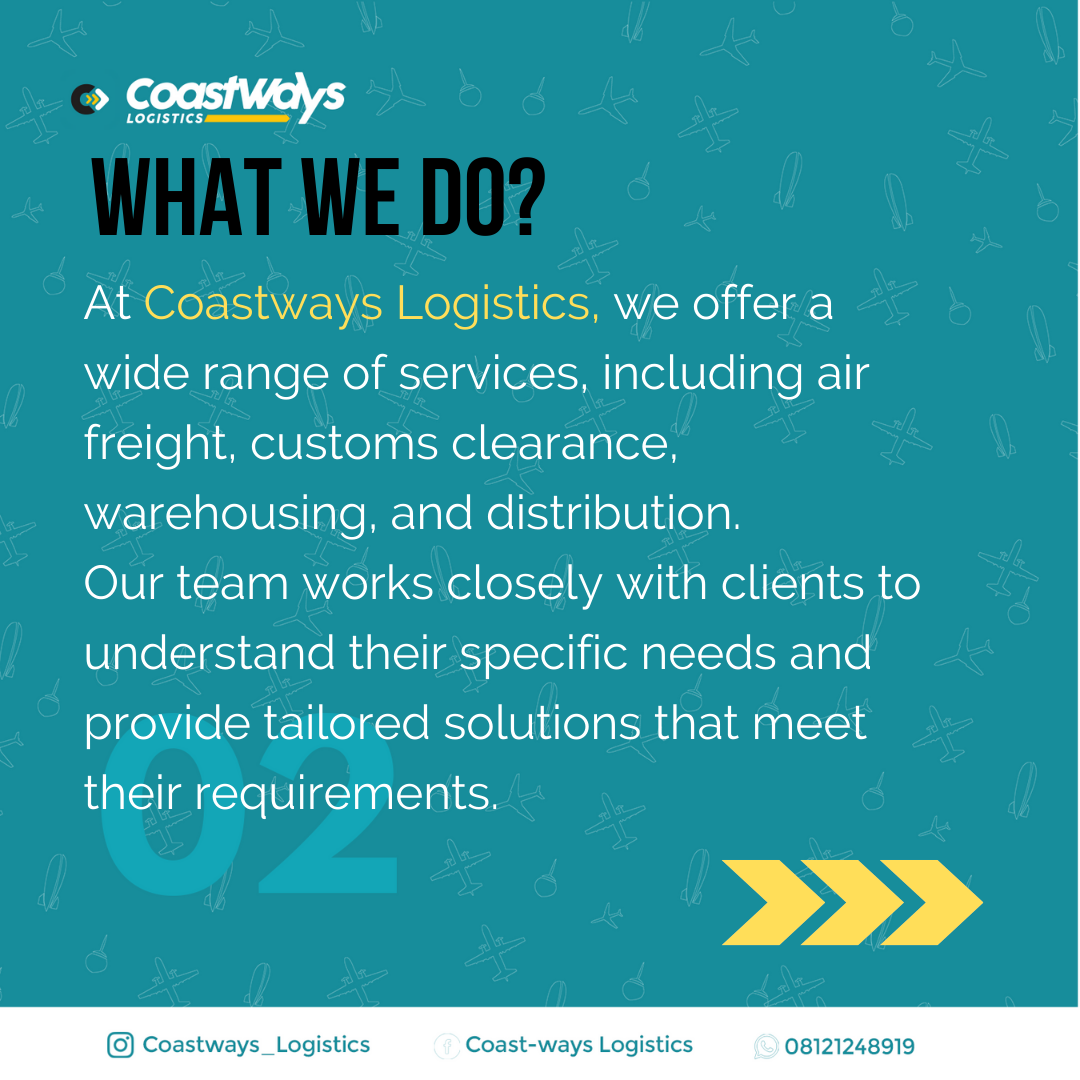 CoastWays
LOGISTICS
WHAT WE DO?
At Coastways Logistics, we offer a
wide range of services, including air
freight, customs clearance,
warehousing, and distribution.
Our team works closely with clients to
understand their specific needs and
provide tailored solutions that meet
their requirements.
02
Coastways_Logistics
Coast-ways Logistics
08121248919